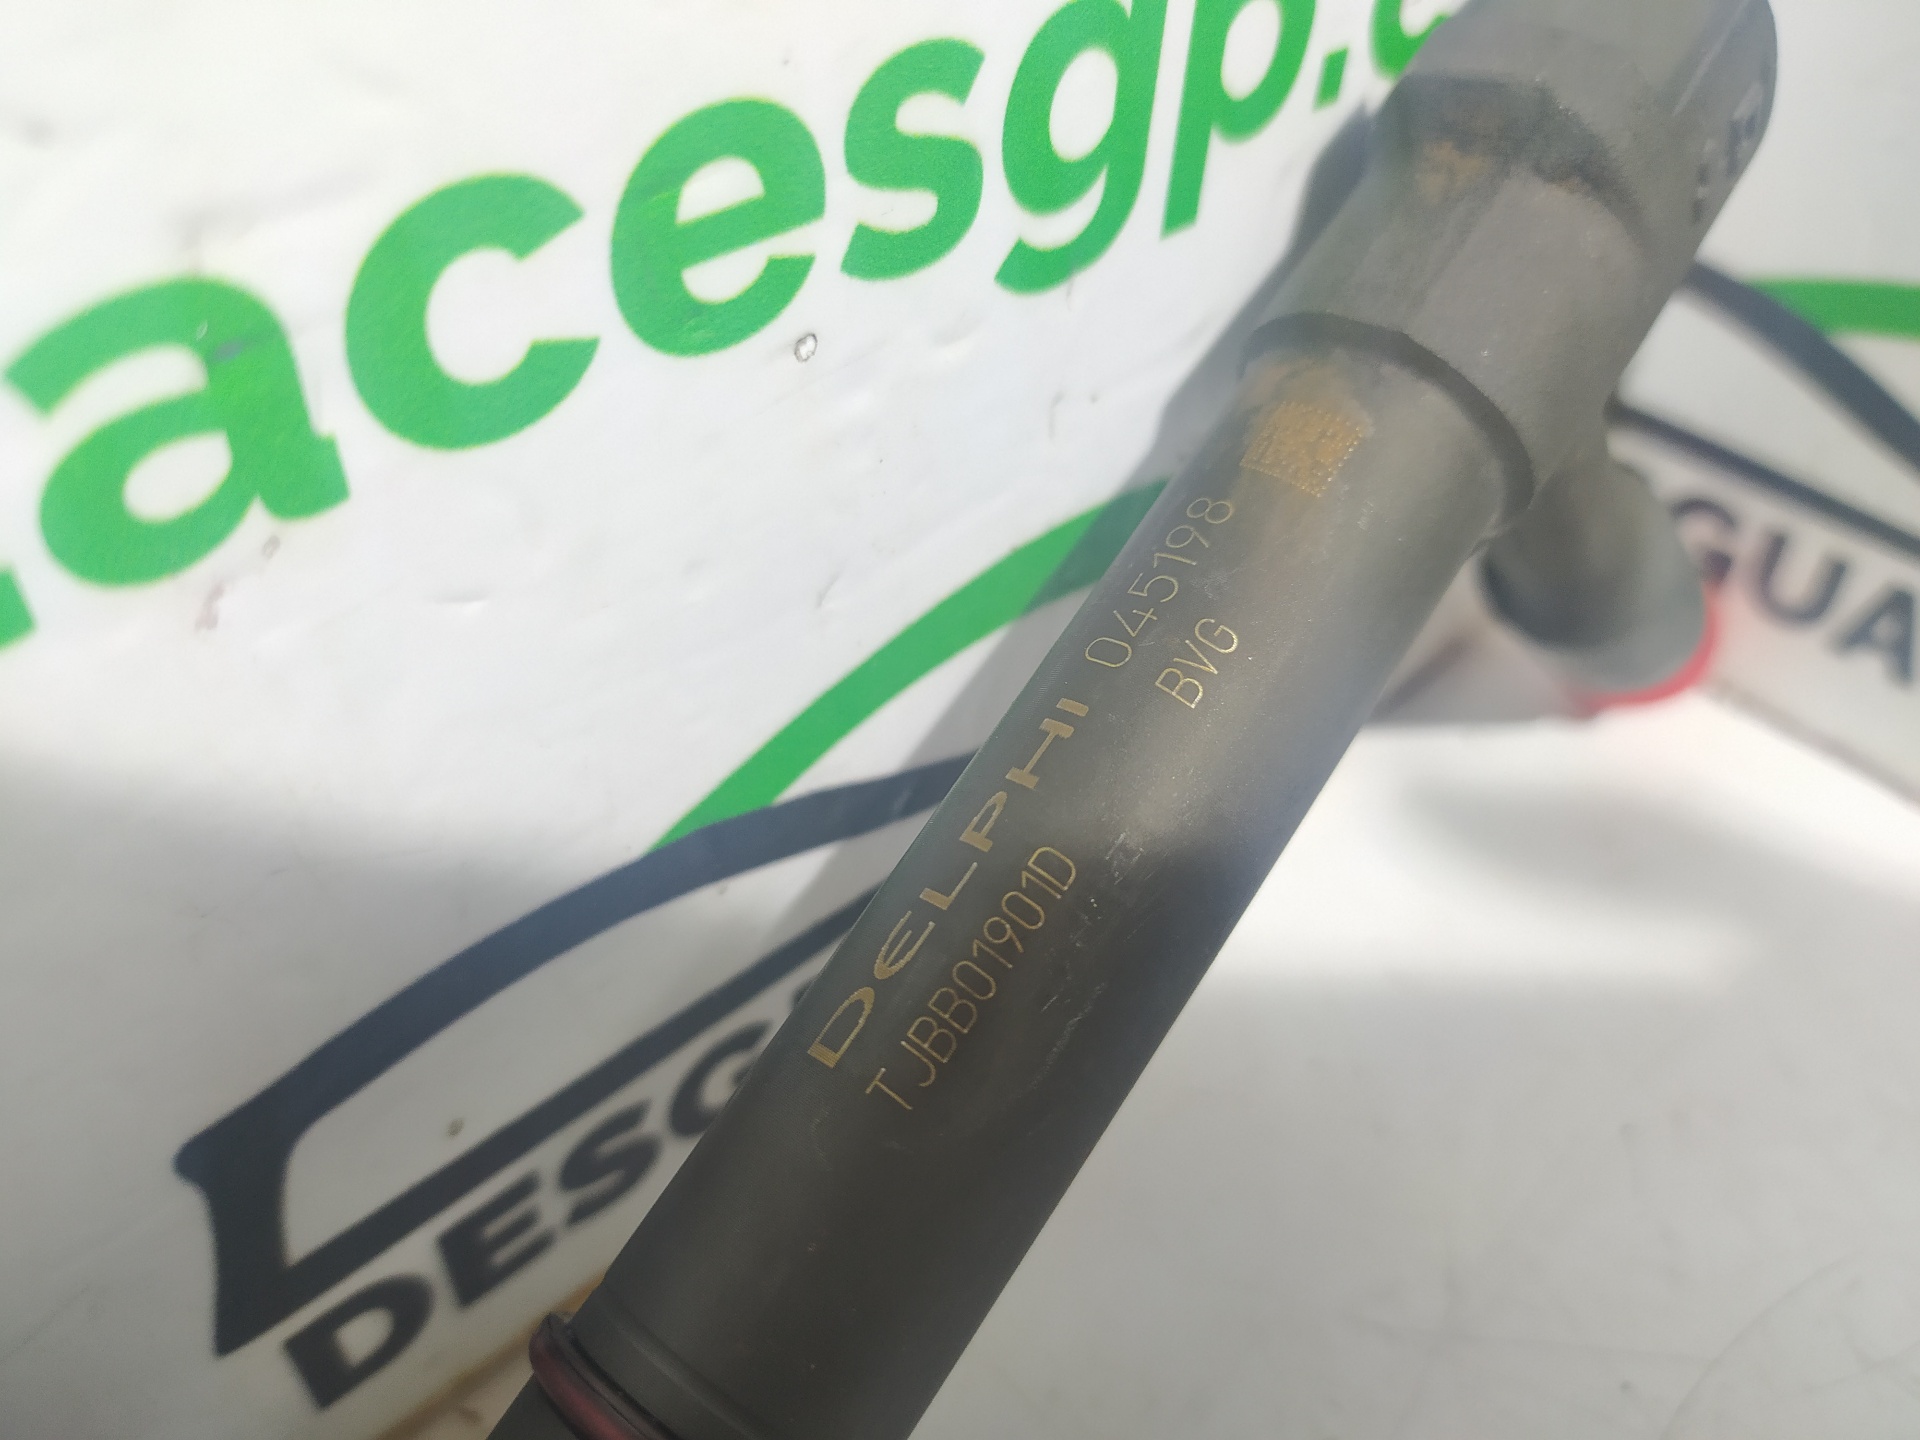 acesgp.
DELPHI 045198
BVG
TJBB01901D
DESG
GUA